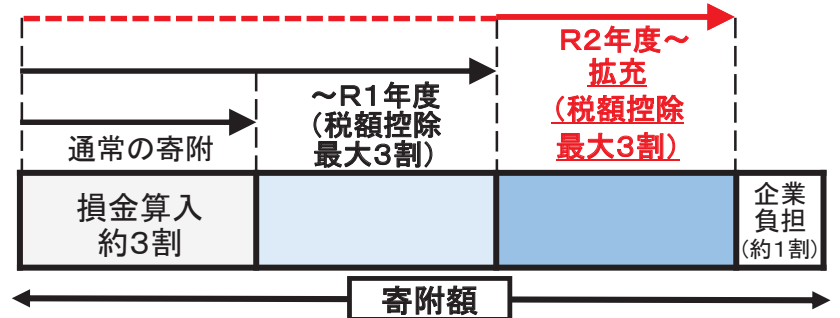 R2年度～
拡充
(税額控除
最大3割)
～R1年度
(税額控除
最大3割)
通常の寄附
損金算入
約3割
企業
負担
(約1割)
寄附額